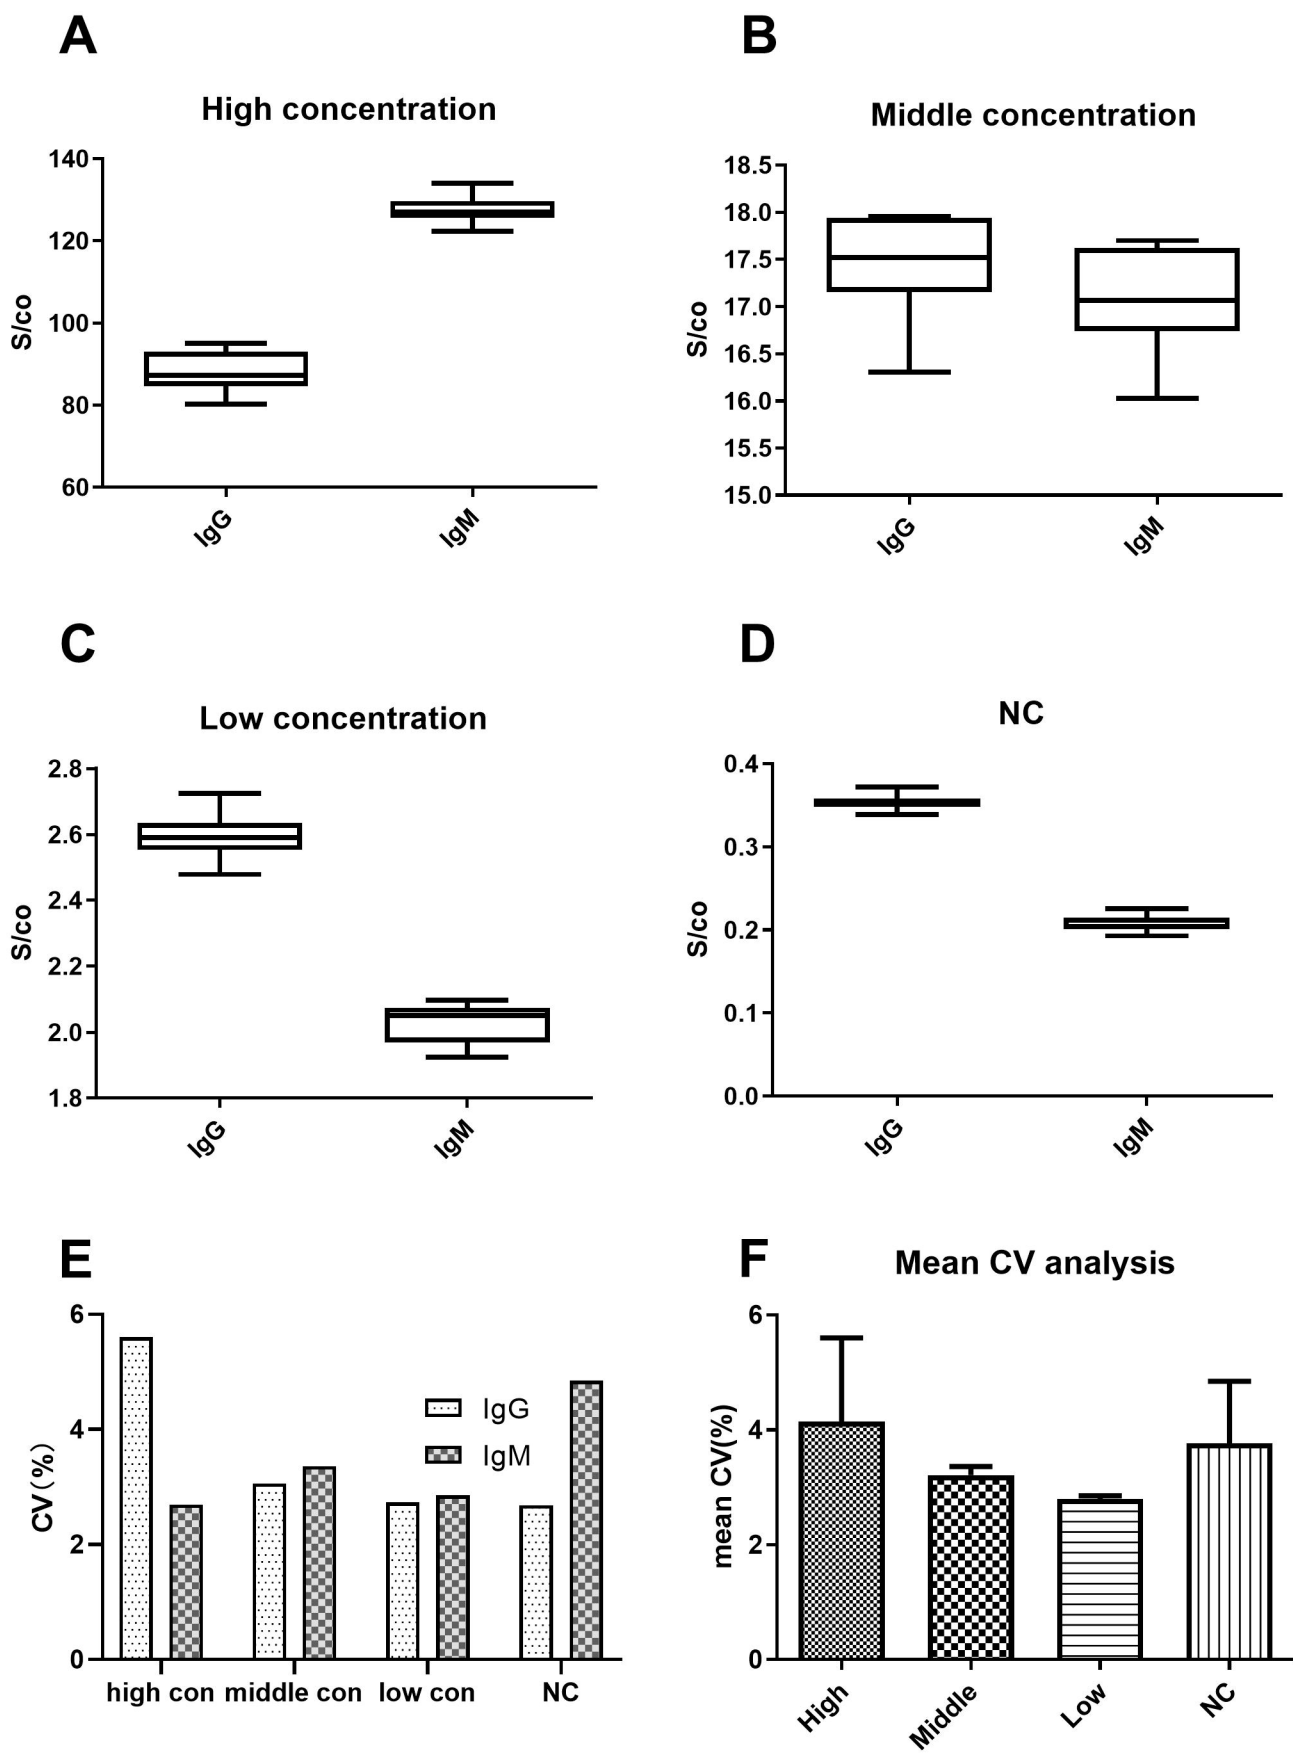 A
High concentration
140
120
100
80
60
S/co
IgG
IgM
B
Middle concentration
18.5
18.0
17.5
17.0
16.5
16.0
15.5
15.0
S/co
IgG
IgM
C
Low concentration
2.8
2.6
2.4
2.2
2.0
1.8
S/co
IgG
IgM
D
NC
0.4
0.3
0.2
0.1
0.0
S/co
IgG
IgM
E
6
4
2
0
CV（%）
IgG
IgM
high con
middle con
low con
NC
F
Mean CV analysis
6
4
2
0
mean CV(%)
High
Middle
Low
NC